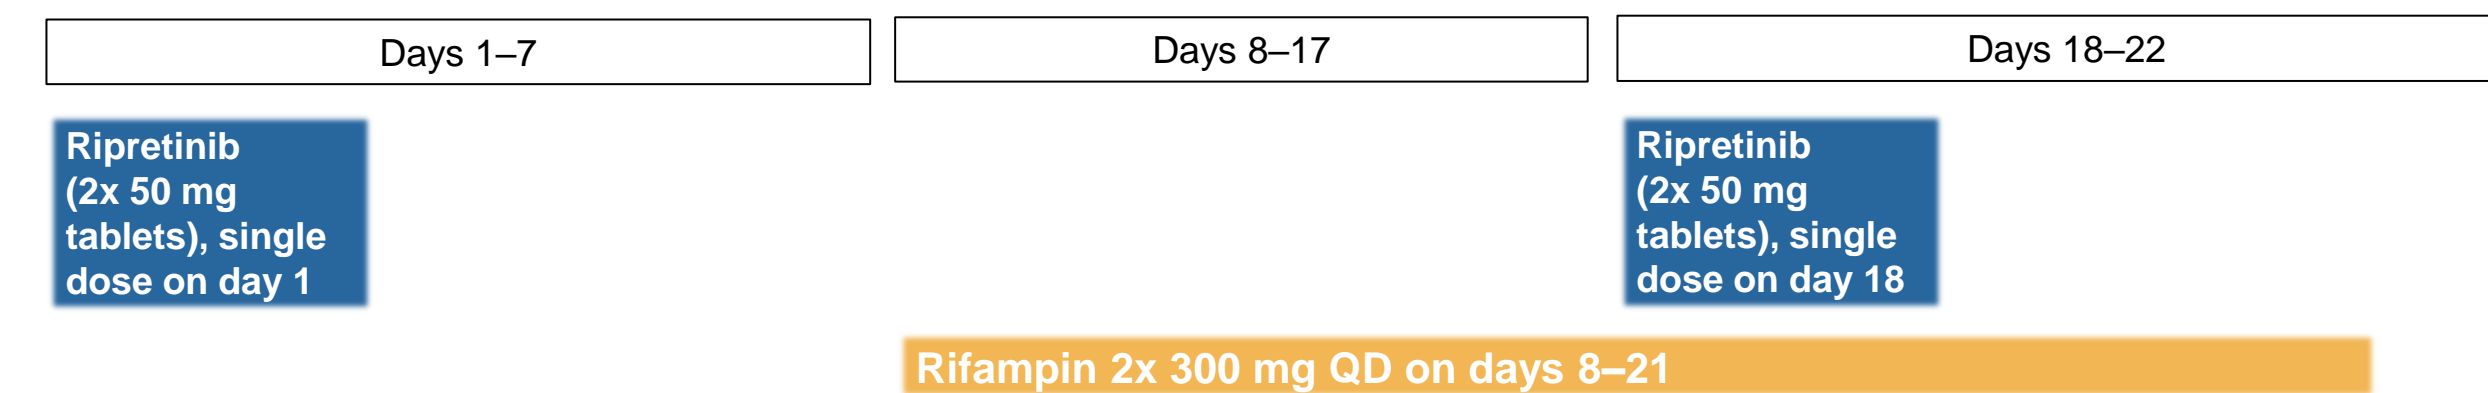 Days 1–7
Days 8–17
Days 18–22
Ripretinib
(2x 50 mg
tablets), single
dose on day 1
Ripretinib
(2x 50 mg
tablets), single
dose on day 18
Rifampin 2x 300 mg QD on days 8–21